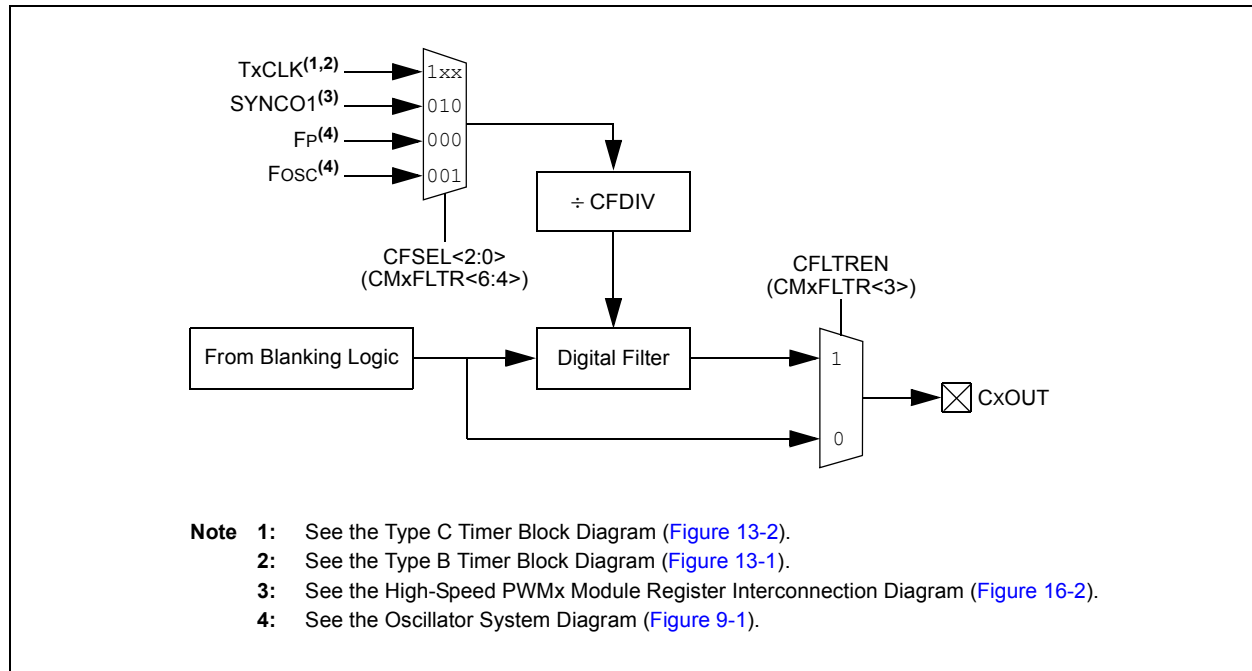 TxCLK(1,2)
SYNCO1(3)
FP(4)
FOSC(4)
1xx
010
000
001
÷ CFDIV
CFSEL<2:0>
(CMxFLTR<6:4>)
CFLTREN
(CMxFLTR<3>)
From Blanking Logic
Digital Filter
1
0
CxOUT
Note 1: See the Type C Timer Block Diagram (Figure 13-2).
2: See the Type B Timer Block Diagram (Figure 13-1).
3: See the High-Speed PWMx Module Register Interconnection Diagram (Figure 16-2).
4: See the Oscillator System Diagram (Figure 9-1).